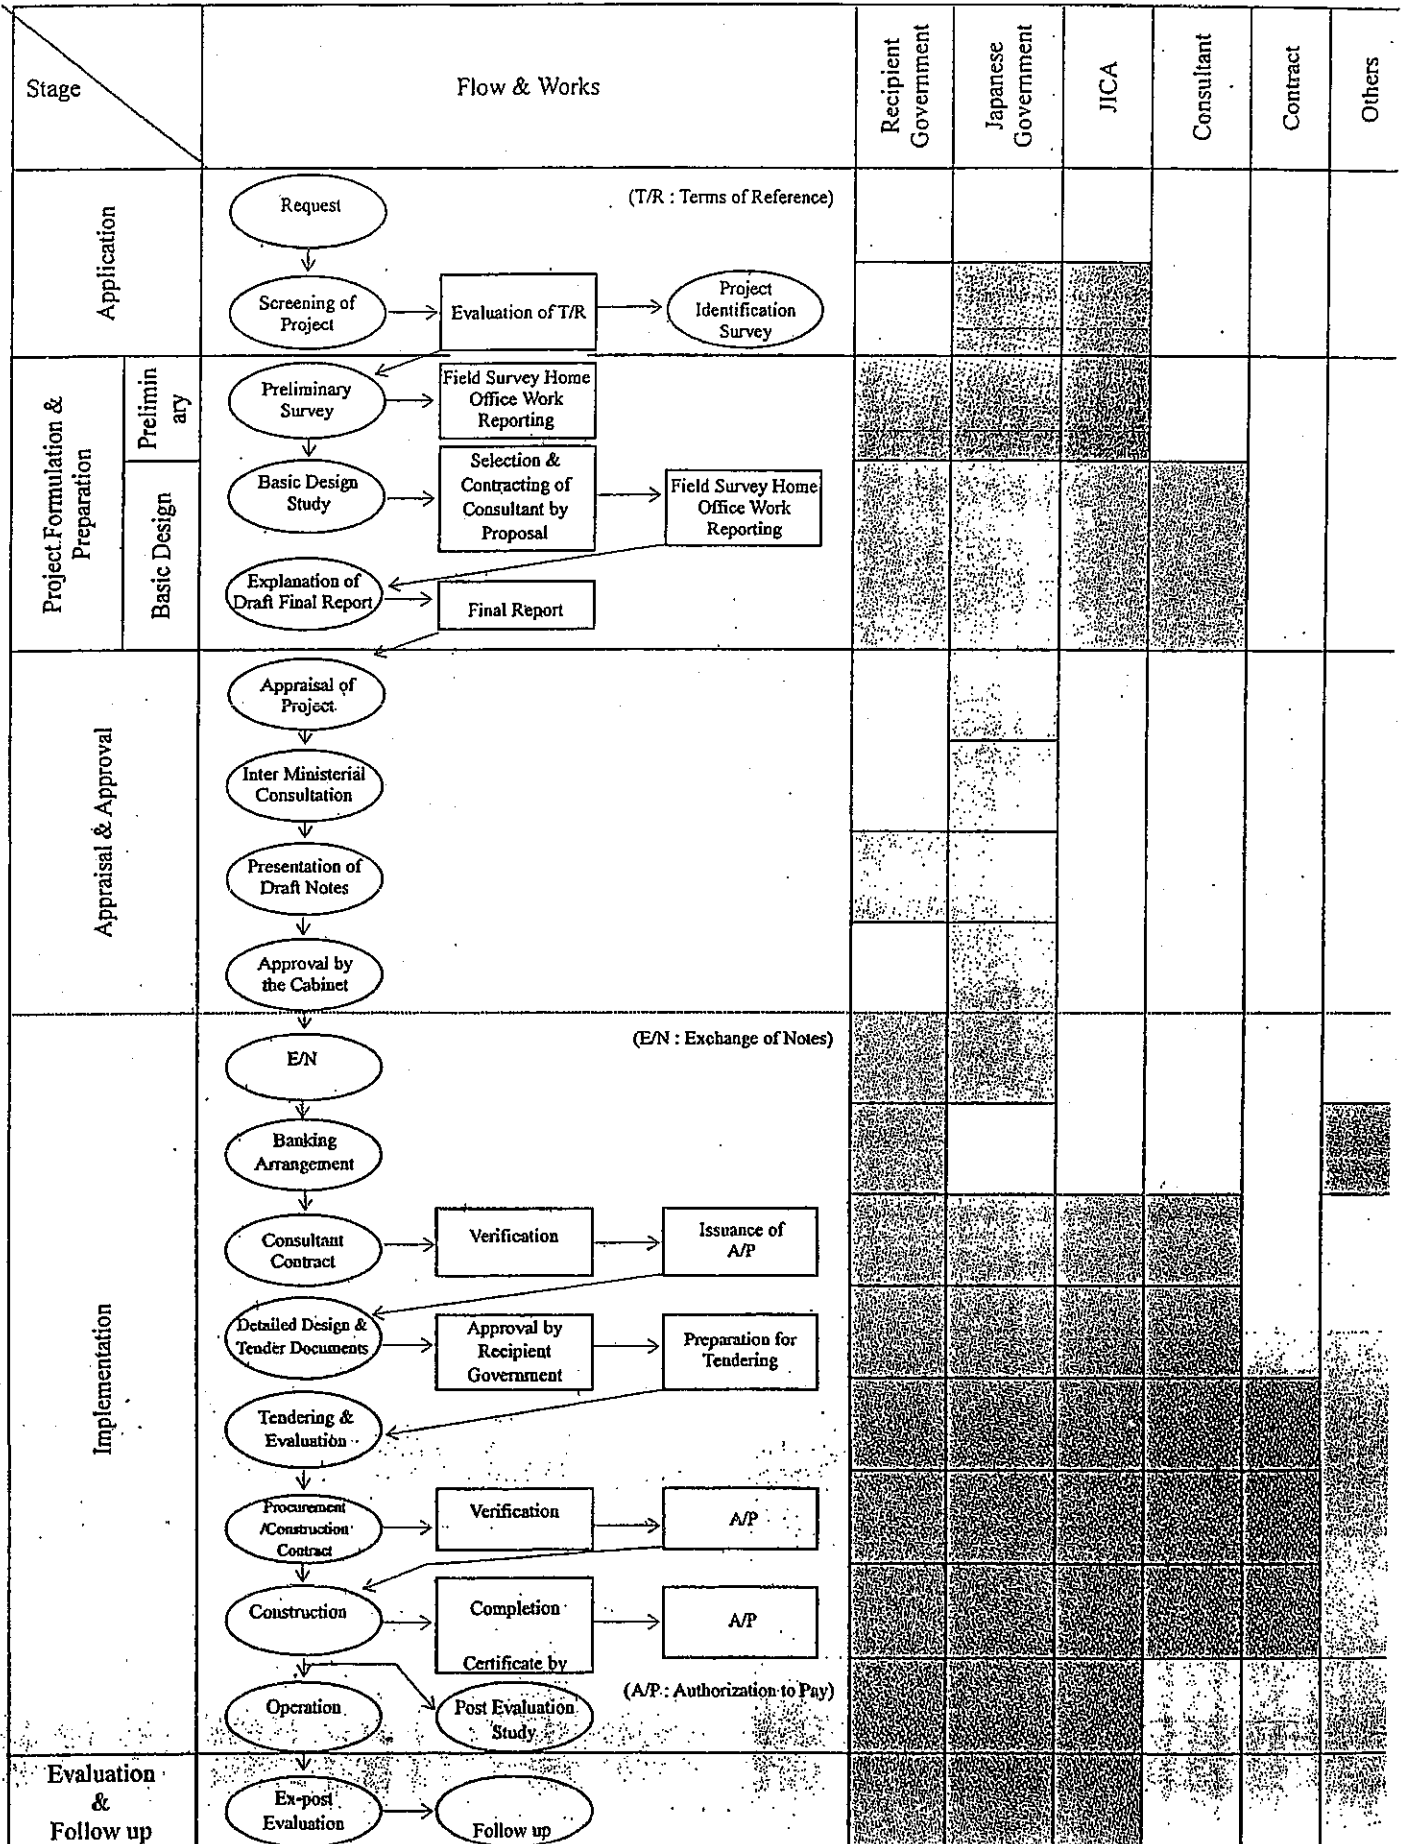 Stage
Flow & Works
Recipient
Government
Japanese
Government
JICA
Consultant
Contract
Others
Application
Request
(T/R : Terms of Reference)
Screening of
Project
Evaluation of T/R
Project
Identification
Survey
Project Formulation &
Preparation
Prelimin
ary
Preliminary
Survey
Field Survey Home
Office Work
Reporting
Basic Design
Basic Design
Study
Selection &
Contracting of
Consultant by
Proposal
Field Survey Home
Office Work
Reporting
Explanation of
Draft Final Report
Final Report
Appraisal & Approval
Appraisal of
Project
Inter Ministerial
Consultation
Presentation of
Draft Notes
Approval by
the Cabinet
Implementation
E/N
(E/N : Exchange of Notes)
Banking
Arrangement
Consultant
Contract
Verification
Issuance of
A/P
Detailed Design &
Tender Documents
Approval by
Recipient
Government
Preparation for
Tendering
Tendering &
Evaluation
Procurement
/Construction
Contract
Verification
A/P
Construction
Completion
Certificate by
A/P
Operation
Post Evaluation
Study
(A/P : Authorization to Pay)
Evaluation
&
Follow up
Ex-post
Evaluation
Follow up